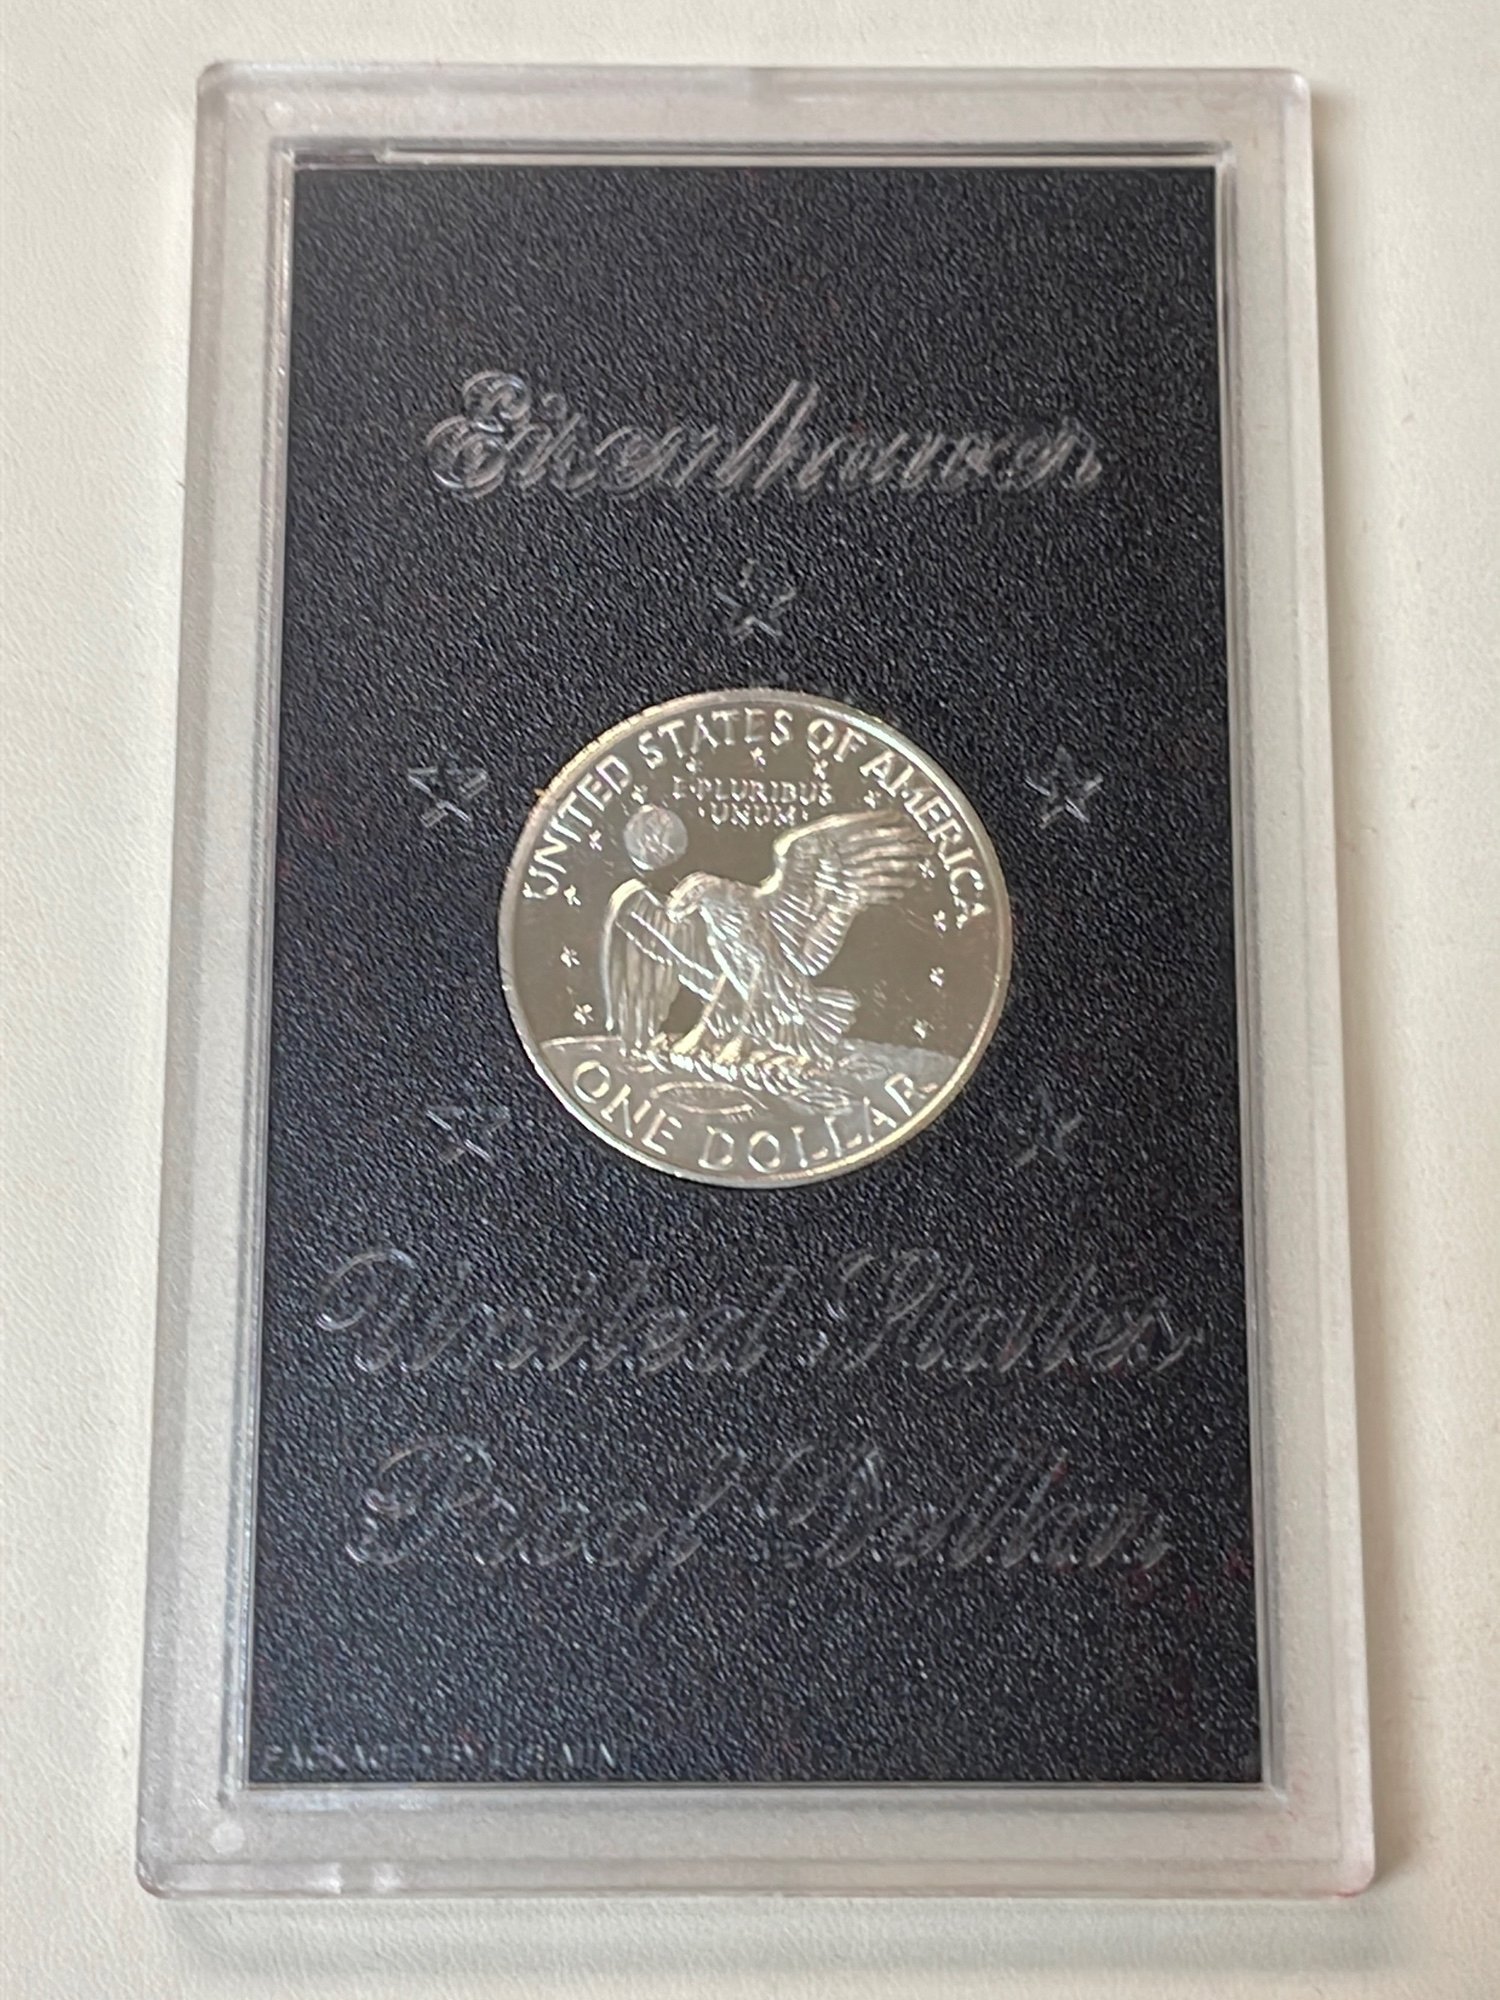 Eisenhower
UNITED STATES OF AMERICA
E·PLURIBUS
·UNUM·
ONE DOLLAR
United States
Proof Dollar
PACKAGED BY U.S. MINT